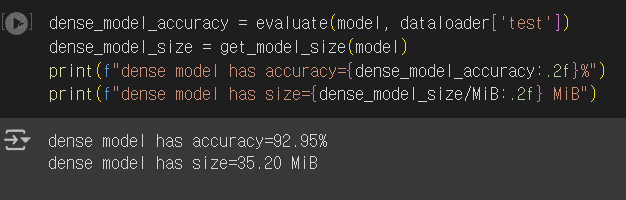 dense_model_accuracy = evaluate(model, dataloader['test'])
dense_model_size = get_model_size(model)
print(f"dense model has accuracy={dense_model_accuracy:.2f}%")
print(f"dense model has size={dense_model_size/MiB:.2f} MiB")
dense model has accuracy=92.95%
dense model has size=35.20 MiB